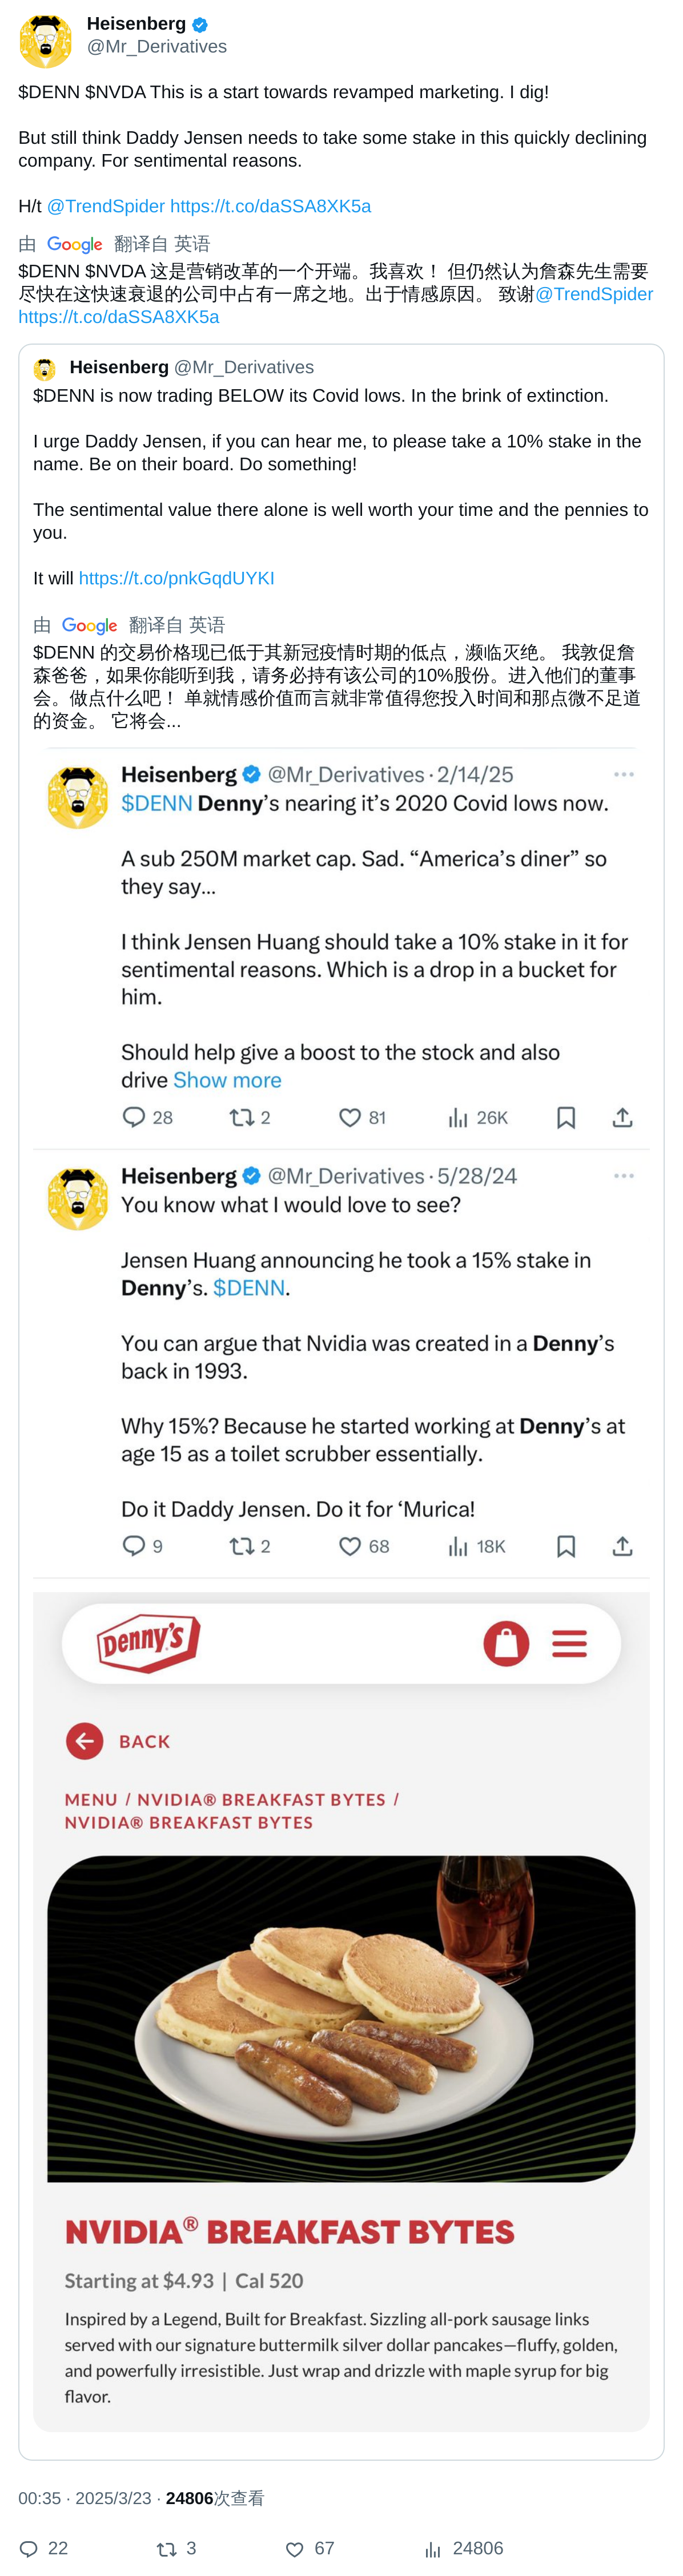 Heisenberg
@Mr_Derivatives
$DENN $NVDA This is a start towards revamped marketing. I dig!
But still think Daddy Jensen needs to take some stake in this quickly declining
company. For sentimental reasons.
H/t @TrendSpider https://t.co/daSSA8XK5a
由 Google 翻译自 英语
$DENN $NVDA 这是营销改革的一个开端。我喜欢！ 但仍然认为詹森先生需要
尽快在这快速衰退的公司中占有一席之地。出于情感原因。 致谢@TrendSpider
https://t.co/daSSA8XK5a
Heisenberg @Mr_Derivatives
$DENN is now trading BELOW its Covid lows. In the brink of extinction.
I urge Daddy Jensen, if you can hear me, to please take a 10% stake in the
name. Be on their board. Do something!
The sentimental value there alone is well worth your time and the pennies to
you.
It will https://t.co/pnkGqdUYKI
由 Google 翻译自 英语
$DENN 的交易价格现已低于其新冠疫情时期的低点，濒临灭绝。 我敦促詹
森爸爸，如果你能听到我，请务必持有该公司的10%股份。进入他们的董事
会。做点什么吧！ 单就情感价值而言就非常值得您投入时间和那点微不足道
的资金。 它将会...
Heisenberg @Mr_Derivatives · 2/14/25
$DENN Denny's nearing it's 2020 Covid lows now.
A sub 250M market cap. Sad. “America's diner” so
they say...
I think Jensen Huang should take a 10% stake in it for
sentimental reasons. Which is a drop in a bucket for
him.
Should help give a boost to the stock and also
drive Show more
28 2 81 26K
Heisenberg @Mr_Derivatives · 5/28/24
You know what I would love to see?
Jensen Huang announcing he took a 15% stake in
Denny's. $DENN.
You can argue that Nvidia was created in a Denny's
back in 1993.
Why 15%? Because he started working at Denny's at
age 15 as a toilet scrubber essentially.
Do it Daddy Jensen. Do it for ‘Murica!
9 2 68 18K
Denny's
BACK
MENU / NVIDIA® BREAKFAST BYTES /
NVIDIA® BREAKFAST BYTES
NVIDIA® BREAKFAST BYTES
Starting at $4.93 | Cal 520
Inspired by a Legend, Built for Breakfast. Sizzling all-pork sausage links
served with our signature buttermilk silver dollar pancakes—fluffy, golden,
and powerfully irresistible. Just wrap and drizzle with maple syrup for big
flavor.
00:35 · 2025/3/23 · 24806次查看
22 3 67 24806